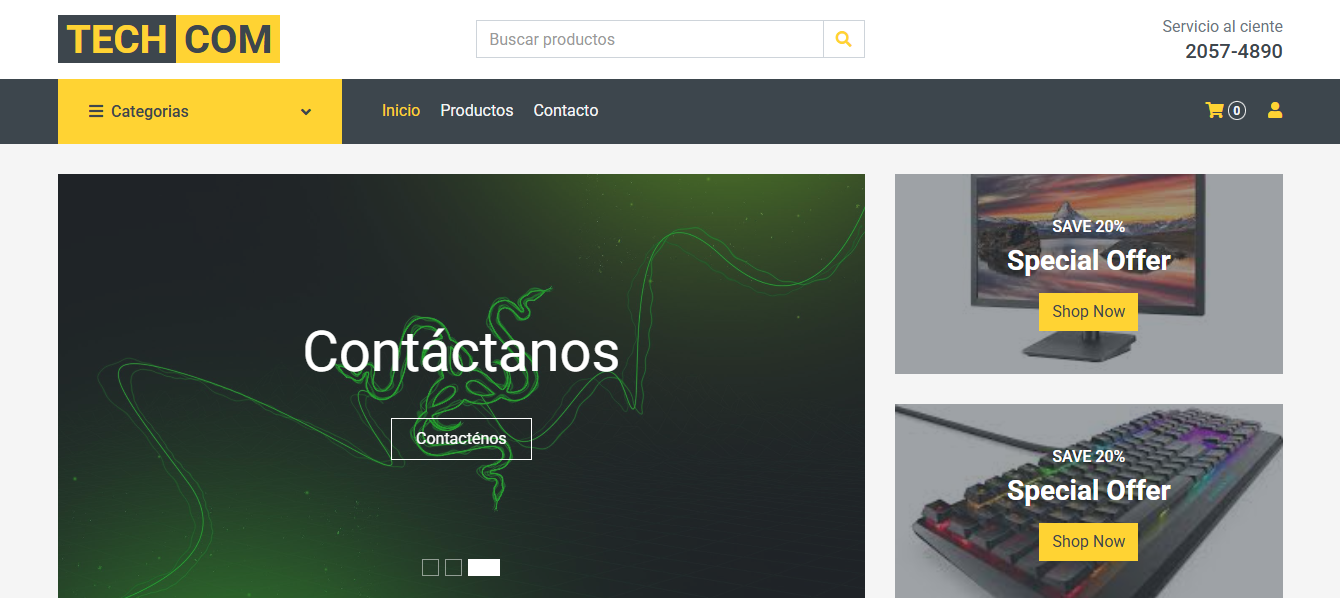 TECH COM
Buscar productos
Servicio al ciente
2057-4890
Categorias
Inicio Productos Contacto
0
Contáctanos
Contacténos
SAVE 20%
Special Offer
Shop Now
SAVE 20%
Special Offer
Shop Now